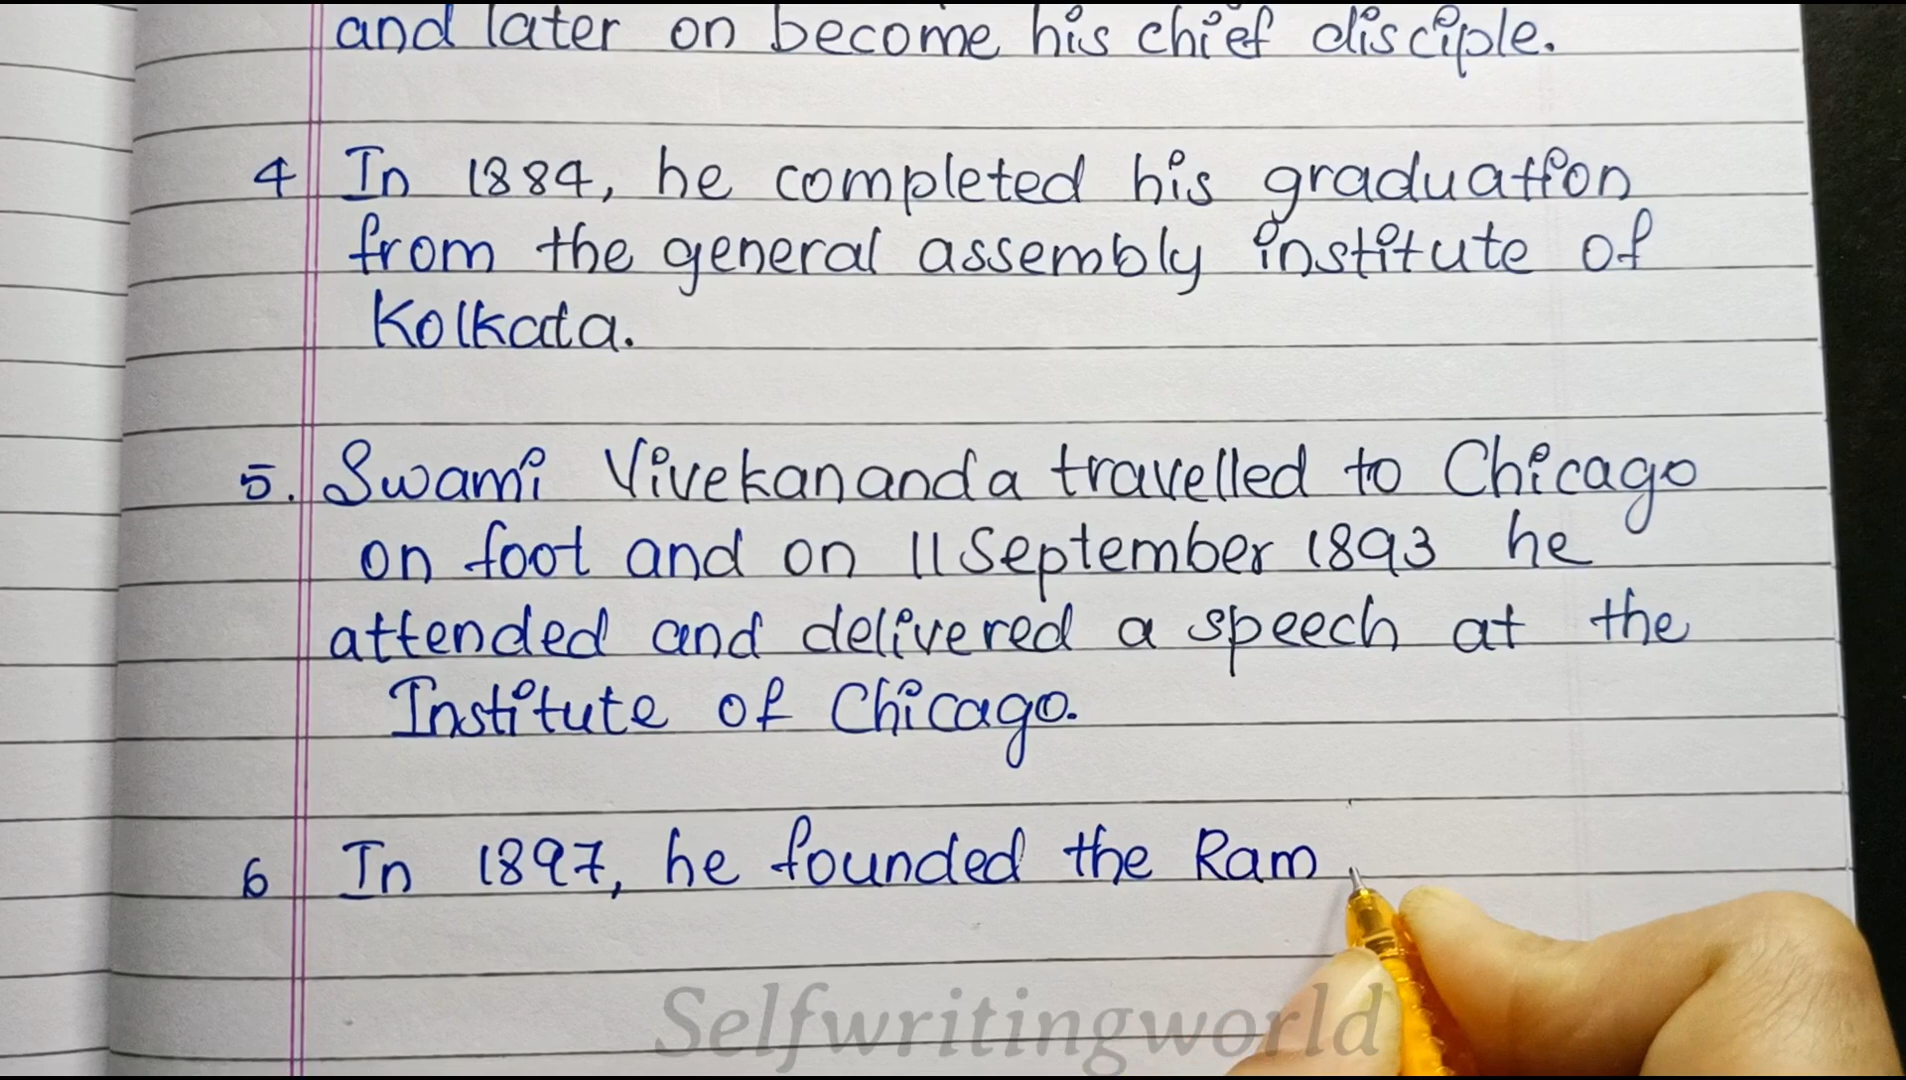 and later on become his chief disciple.
4 In 1884, he completed his graduation
from the general assembly institute of
Kolkata.
5. Swami Vivekananda travelled to Chicago
on foot and on 11 September 1893 he
attended and delivered a speech at the
Institute of Chicago.
6 In 1897, he founded the Ram
Selfwritingworld